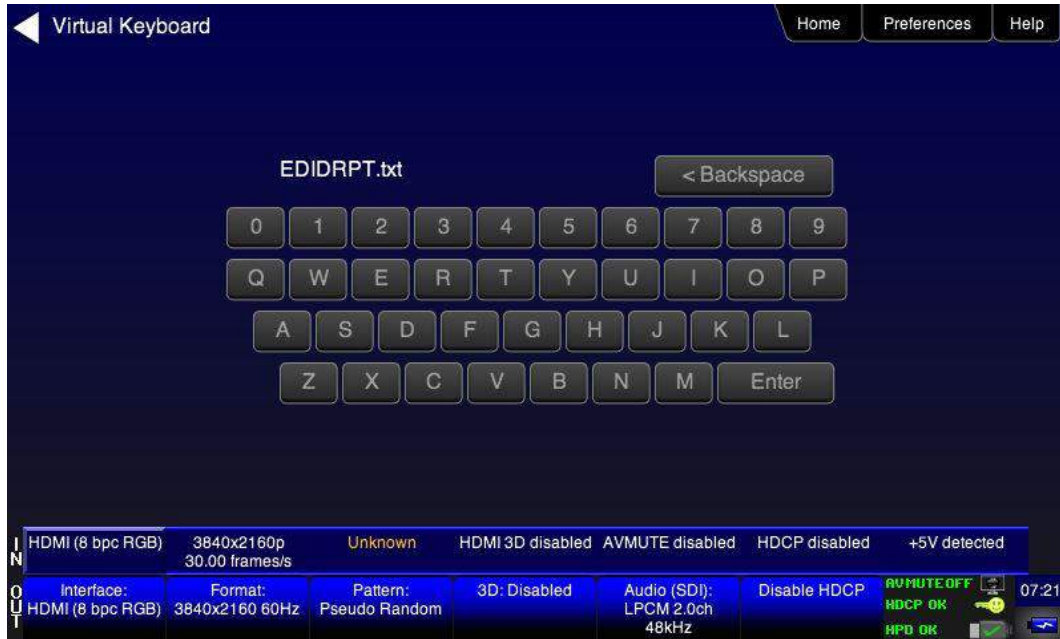 Virtual Keyboard
Home
Preferences
Help
EDIDRPT.txt
< Backspace
0 1 2 3 4 5 6 7 8 9
Q W E R T Y U I O P
A S D F G H J K L
Z X C V B N M Enter
IN
HDMI (8 bpc RGB)
3840x2160p
30.00 frames/s
Unknown
HDMI 3D disabled
AVMUTE disabled
HDCP disabled
+5V detected
OUT
Interface:
HDMI (8 bpc RGB)
Format:
3840x2160 60Hz
Pattern:
Pseudo Random
3D: Disabled
Audio (SDI):
LPCM 2.0ch
48kHz
Disable HDCP
AVMUTEOFF
HDCP OK
HPD OK
07:21